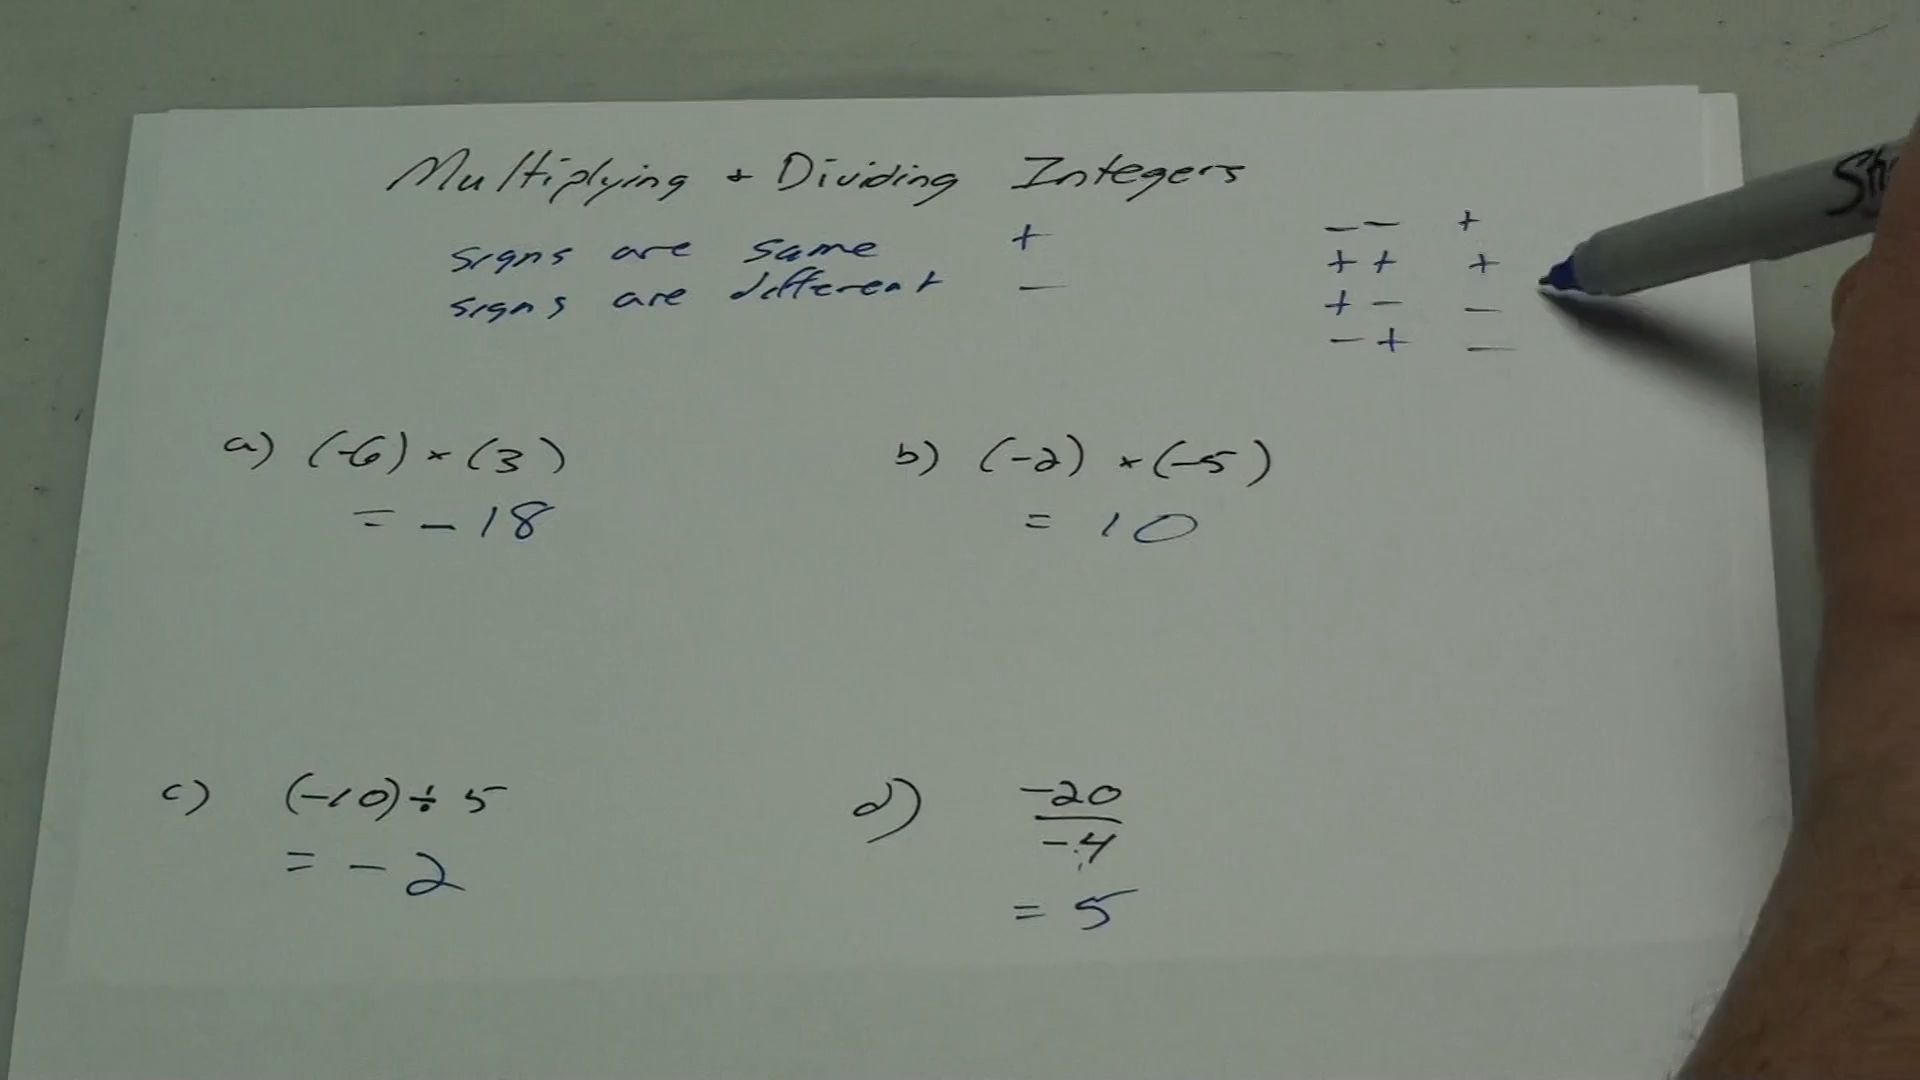 Multiplying + Dividing Integers
signs are same +
signs are different -
- - +
+ + +
+ - -
- + -
a) (-6) × (3)
= -18
b) (-2) × (-5)
= 10
c) (-10) ÷ 5
= -2
d) -20
-4
= 5